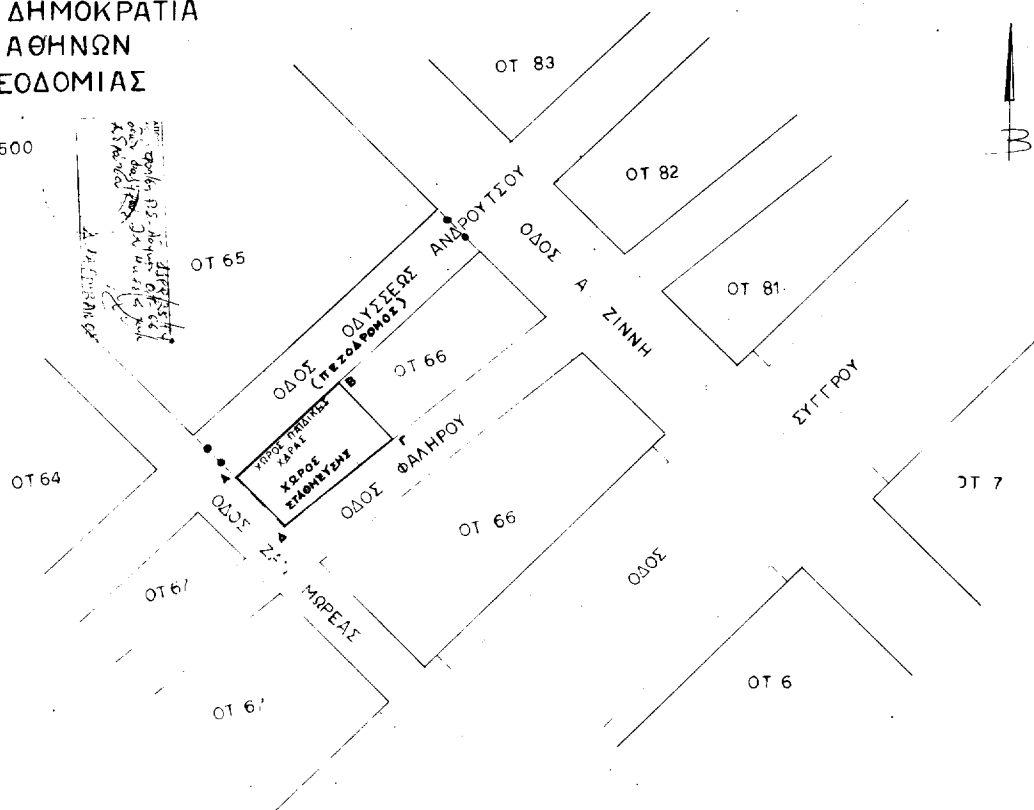 ΔΗΜΟΚΡΑΤΙΑ
ΑΘΗΝΩΝ
ΕΟΔΟΜΙΑΣ
500
ΟΤ 83
Β
ΟΤ 82
ΟΤ 65
ΟΔΟΣ ΟΔΥΣΣΕΩΣ ΑΝΔΡΟΥΤΣΟΥ
(ΠΕΖΟΔΡΟΜΟΣ)
ΟΔΟΣ Α ΖΙΝΝΗ
ΟΤ 81
ΟΤ 66
Β
ΧΩΡΟΣ ΠΑΙΔΙΚΗΣ
ΧΑΡΑΣ
ΧΩΡΟΣ
ΣΤΑΘΜΕΥΣΗΣ
Γ
Α
Δ
ΟΔΟΣ ΦΑΛΗΡΟΥ
ΟΔΟΣ ΣΥΓΓΡΟΥ
ΟΤ 64
ΟΤ 7
ΟΔΟΣ ΜΩΡΕΑΣ
ΟΤ 66
ΟΤ 67
ΟΤ 6